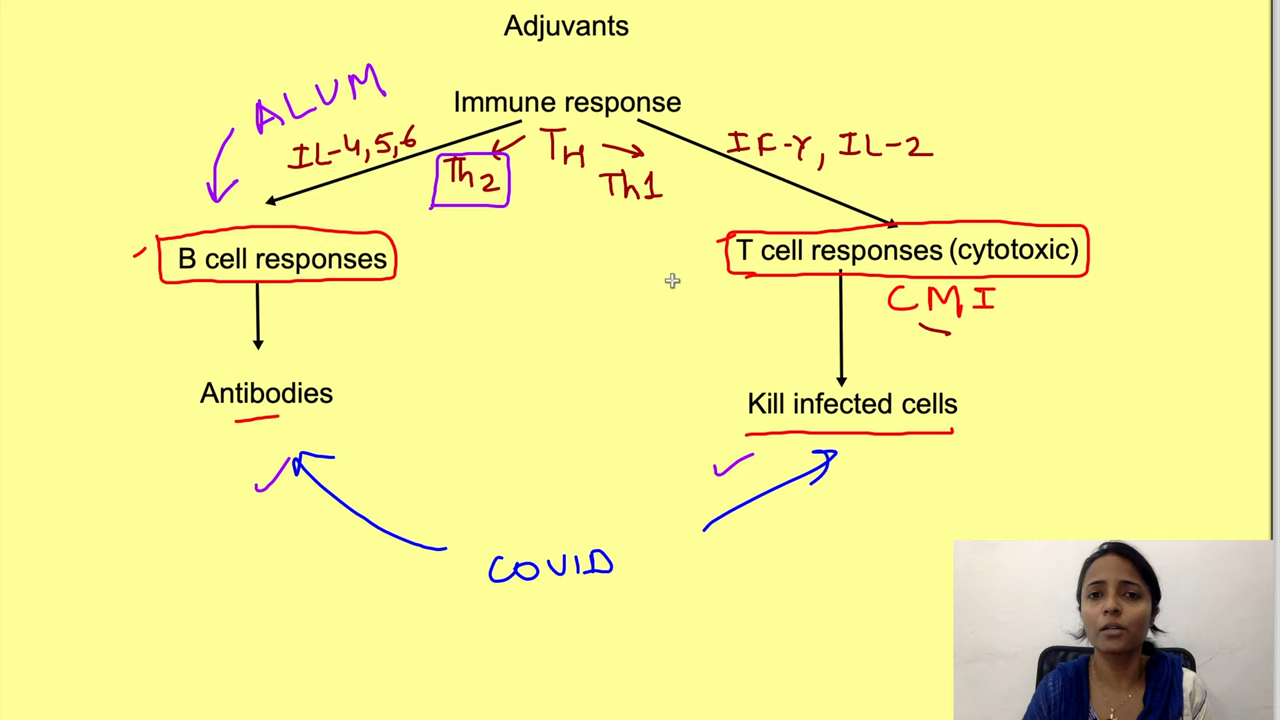 Adjuvants
Immune response
ALUM
IL-4,5,6
TH
Th2
Th1
IF-γ, IL-2
B cell responses
T cell responses (cytotoxic)
CMI
Antibodies
Kill infected cells
COVID